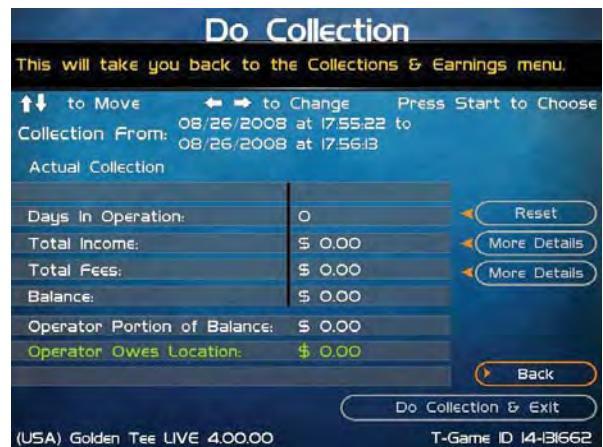 Do Collection
This will take you back to the Collections & Earnings menu.
to Move to Change Press Start to Choose
Collection From: 08/26/2008 at 17:55:22 to
08/26/2008 at 17:56:13
Actual Collection
Days In Operation: 0 Reset
Total Income: $ 0.00 More Details
Total Fees: $ 0.00 More Details
Balance: $ 0.00
Operator Portion of Balance: $ 0.00
Operator Owes Location: $ 0.00
Back
Do Collection & Exit
(USA) Golden Tee LIVE 4.00.00 T-Game ID 14-131662